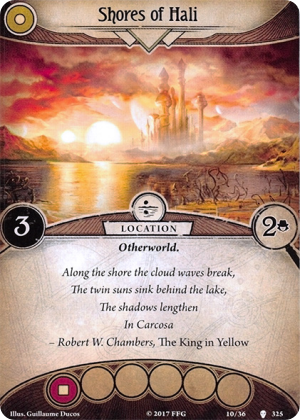 Shores of Hali
3
LOCATION
2
Otherworld.
Along the shore the cloud waves break,
The twin suns sink behind the lake,
The shadows lengthen
In Carcosa
– Robert W. Chambers, The King in Yellow
Illus. Guillaume Ducos
© 2017 FFG
10/36
325